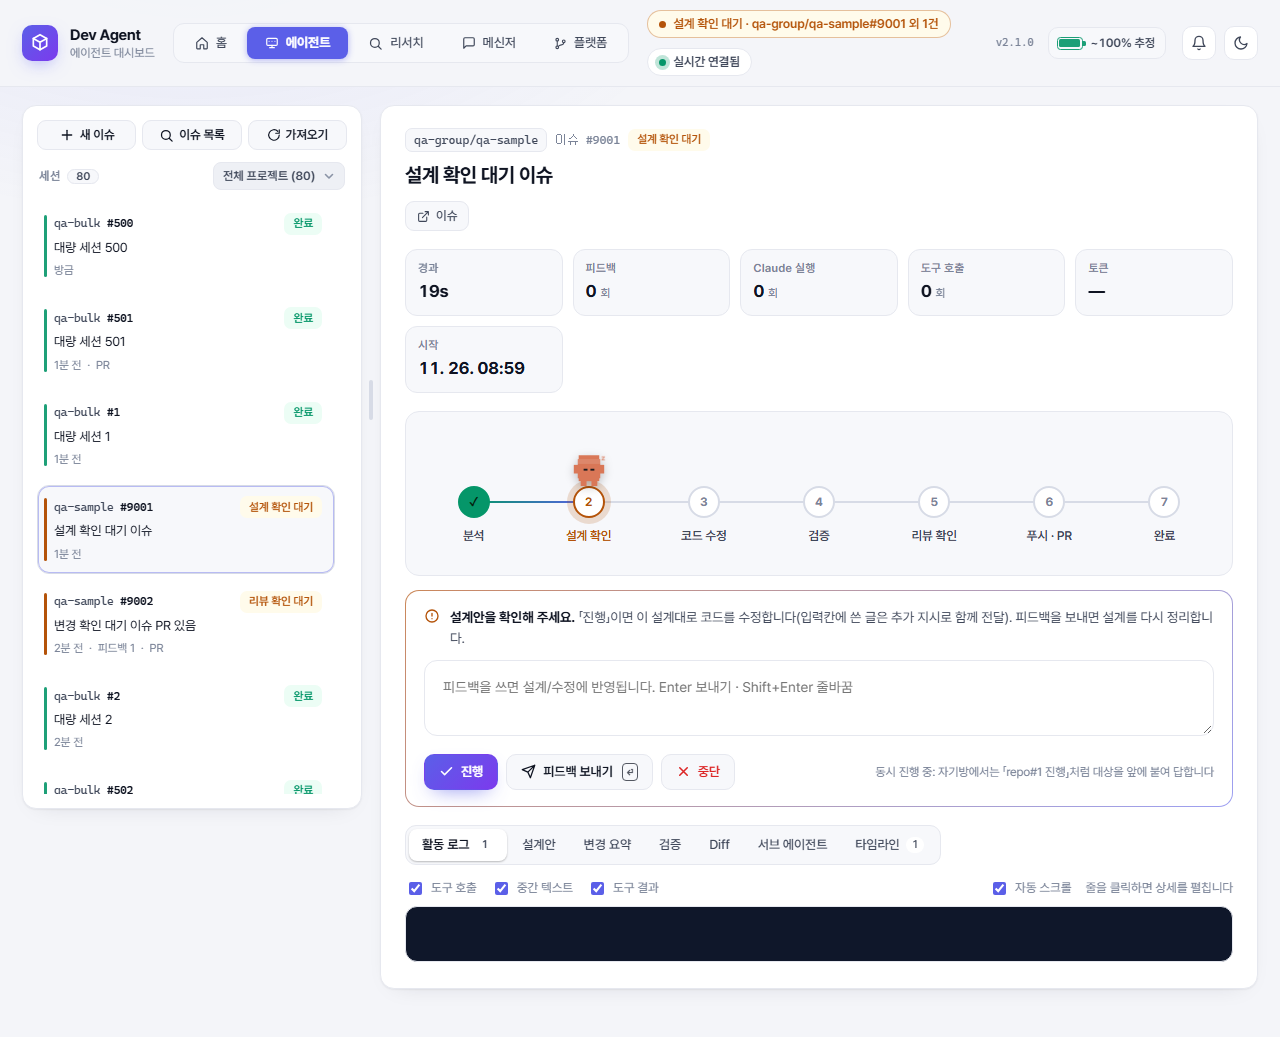 Dev Agent
에이전트 대시보드
홈
에이전트
리서치
메신저
플랫폼
설계 확인 대기 · qa-group/qa-sample#9001 외 1건
실시간 연결됨
v2.1.0
~100% 추정
새 이슈
이슈 목록
가져오기
세션 80
전체 프로젝트 (80)
qa-bulk #500 완료
대량 세션 500
방금
qa-bulk #501 완료
대량 세션 501
1분 전 · PR
qa-bulk #1 완료
대량 세션 1
1분 전
qa-sample #9001 설계 확인 대기
설계 확인 대기 이슈
1분 전
qa-sample #9002 리뷰 확인 대기
변경 확인 대기 이슈 PR 있음
2분 전 · 피드백 1 · PR
qa-bulk #2 완료
대량 세션 2
2분 전
qa-bulk #502 완료
qa-group/qa-sample 이슈 #9001 설계 확인 대기
설계 확인 대기 이슈
이슈
경과
19s
피드백
0 회
Claude 실행
0 회
도구 호출
0 회
토큰
—
시작
11. 26. 08:59
✓ 2 3 4 5 6 7
분석 설계 확인 코드 수정 검증 리뷰 확인 푸시 · PR 완료
설계안을 확인해 주세요. 「진행」이면 이 설계대로 코드를 수정합니다(입력칸에 쓴 글은 추가 지시로 함께 전달). 피드백을 보내면 설계를 다시 정리합니
다.
피드백을 쓰면 설계/수정에 반영됩니다. Enter 보내기 · Shift+Enter 줄바꿈
진행
피드백 보내기
중단
동시 진행 중: 자기방에서는 「repo#1 진행」처럼 대상을 앞에 붙여 답합니다
활동 로그 1
설계안
변경 요약
검증
Diff
서브 에이전트
타임라인 1
도구 호출
중간 텍스트
도구 결과
자동 스크롤
줄을 클릭하면 상세를 펼칩니다